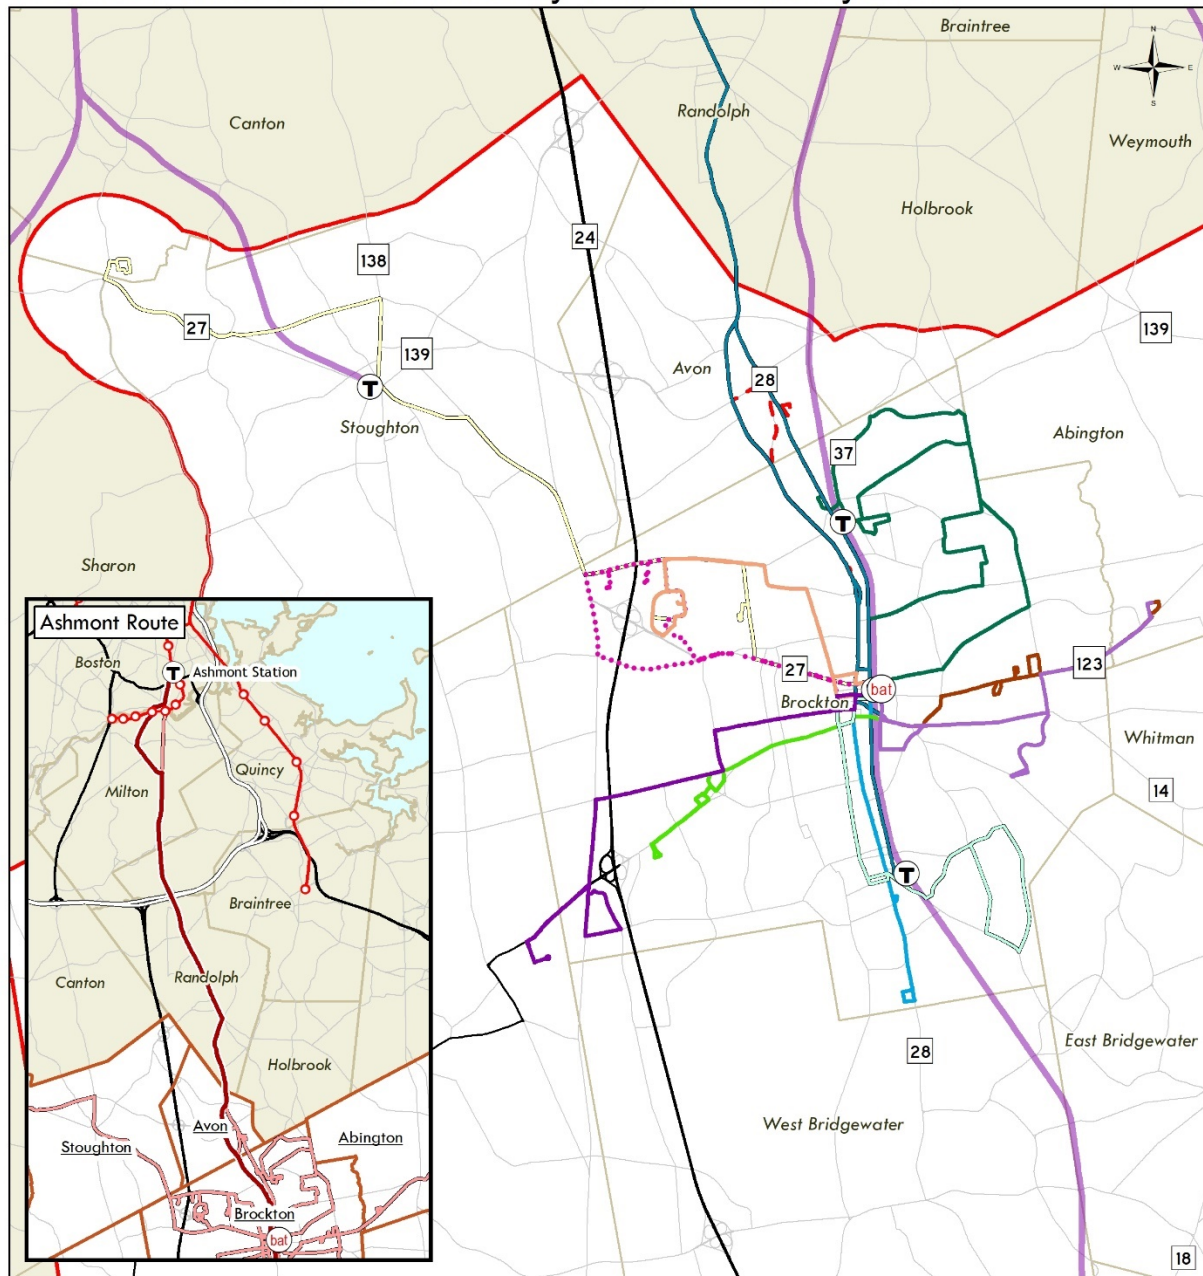 Braintree
N
W E
S
Canton
Randolph
Weymouth
Holbrook
24
138
27
139
139
Avon
28
Stoughton
Abington
37
T
T
Sharon
27
123
bat
Brockton
Whitman
14
T
28
East Bridgewater
West Bridgewater
18
Ashmont Route
Boston
T
Ashmont Station
Quincy
Milton
Braintree
Canton
Randolph
Holbrook
Avon
Stoughton
Abington
Brockton
bat